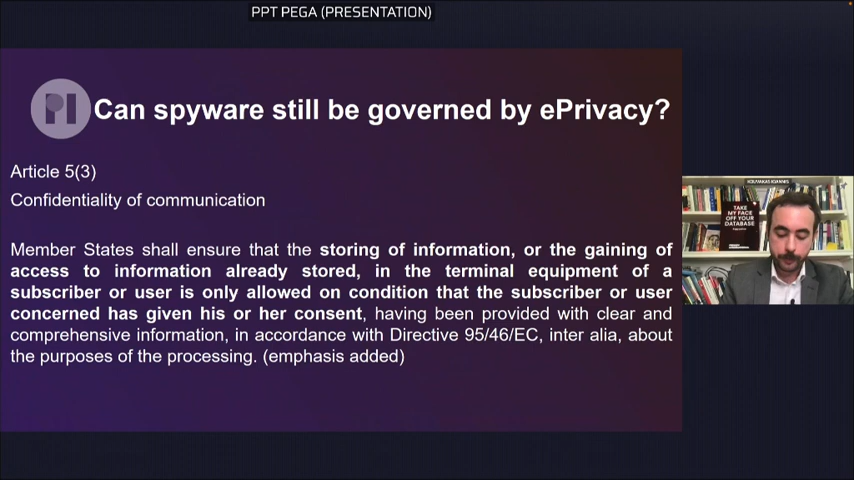 PPT PEGA (PRESENTATION)
PI
Can spyware still be governed by ePrivacy?
Article 5(3)
Confidentiality of communication
Member States shall ensure that the storing of information, or the gaining of
access to information already stored, in the terminal equipment of a
subscriber or user is only allowed on condition that the subscriber or user
concerned has given his or her consent, having been provided with clear and
comprehensive information, in accordance with Directive 95/46/EC, inter alia, about
the purposes of the processing. (emphasis added)
KOUVAKAS IOANNIS
TAKE
MY FACE
OFF YOUR
DATABASE